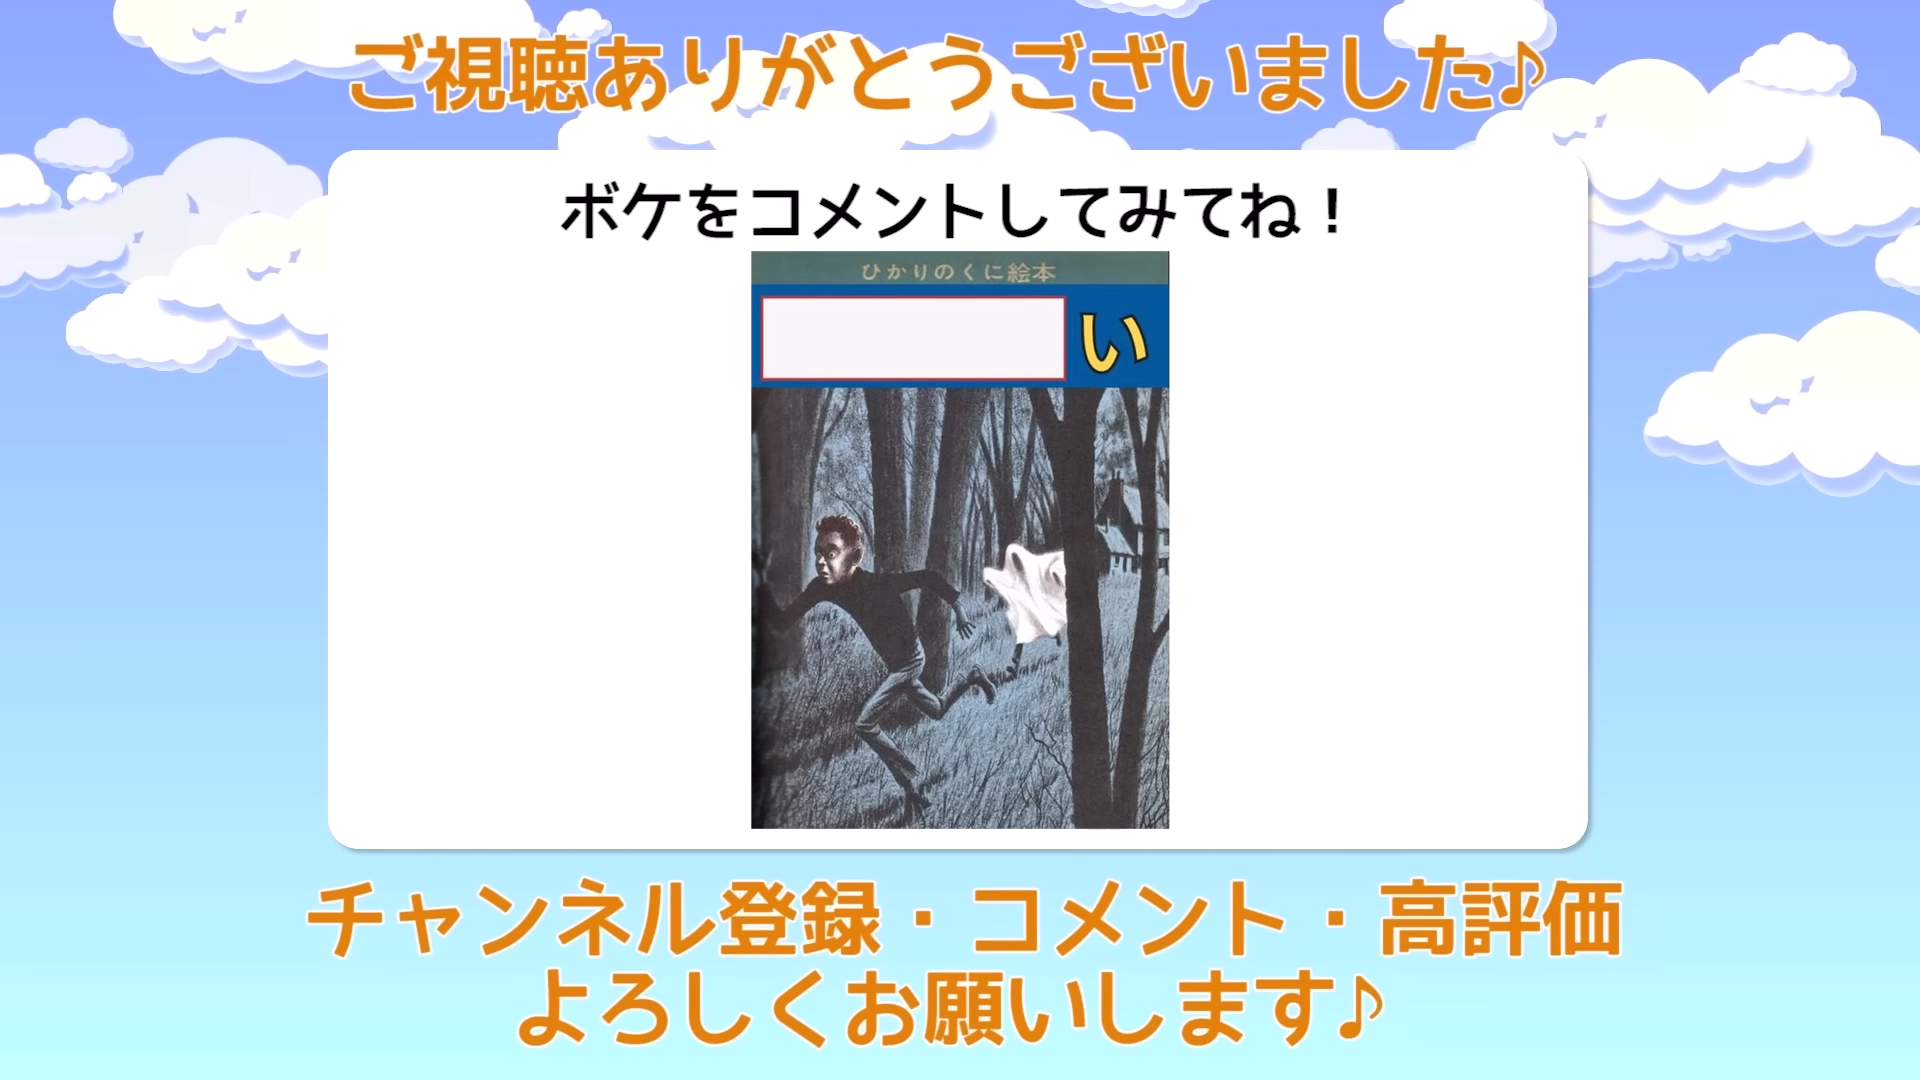 ご視聴ありがとうございました♪
ボケをコメントしてみてね！
ひかりのくに絵本
い
チャンネル登録・コメント・高評価
よろしくお願いします♪